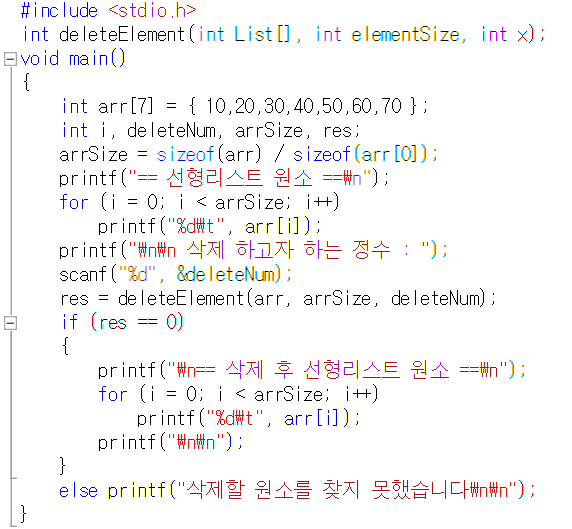 #include <stdio.h>
int deleteElement(int List[], int elementSize, int x);
void main()
{
int arr[7] = { 10,20,30,40,50,60,70 };
int i, deleteNum, arrSize, res;
arrSize = sizeof(arr) / sizeof(arr[0]);
printf("== 선형리스트 원소 ==₩n");
for (i = 0; i < arrSize; i++)
printf("%d₩t", arr[i]);
printf("₩n₩n 삭제 하고자 하는 정수 : ");
scanf("%d", &deleteNum);
res = deleteElement(arr, arrSize, deleteNum);
if (res == 0)
{
printf("₩n== 삭제 후 선형리스트 원소 ==₩n");
for (i = 0; i < arrSize; i++)
printf("%d₩t", arr[i]);
printf("₩n₩n");
}
else printf("삭제할 원소를 찾지 못했습니다₩n₩n");
}